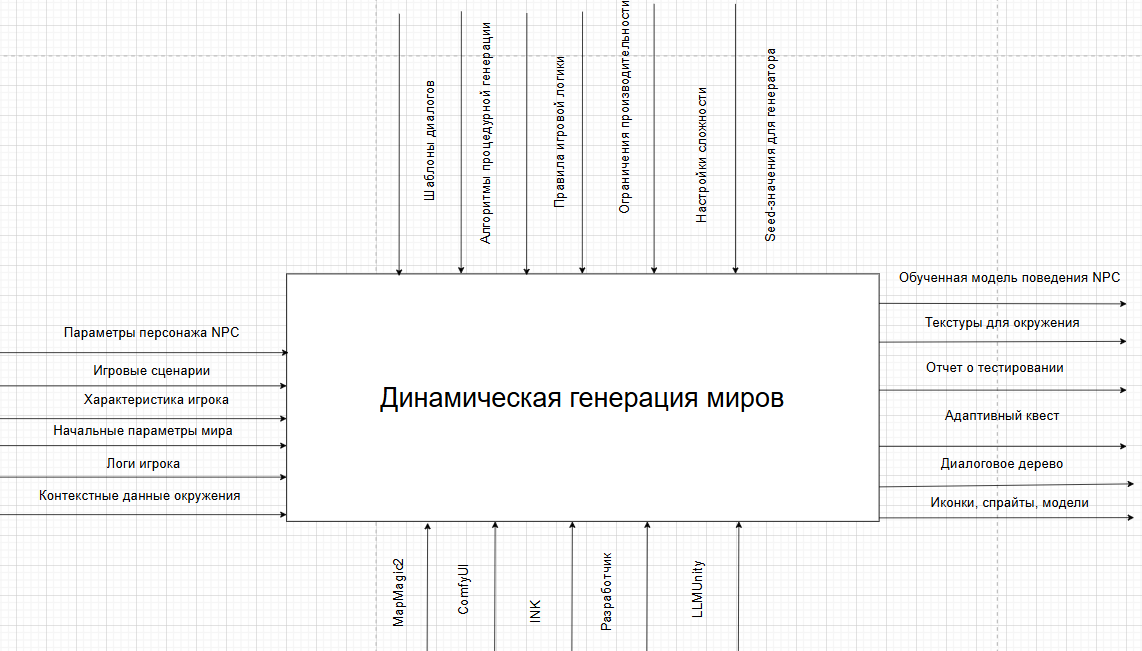 Шаблоны диалогов
Алгоритмы процедурной генерации
Правила игровой логики
Ограничения производительности
Настройки сложности
Seed-значения для генератора
Параметры персонажа NPC
Игровые сценарии
Характеристика игрока
Начальные параметры мира
Логи игрока
Контекстные данные окружения
Динамическая генерация миров
Обученная модель поведения NPC
Текстуры для окружения
Отчет о тестировании
Адаптивный квест
Диалоговое дерево
Иконки, спрайты, модели
MapMagic2
ComfyUI
INK
Разработчик
LLMUnity